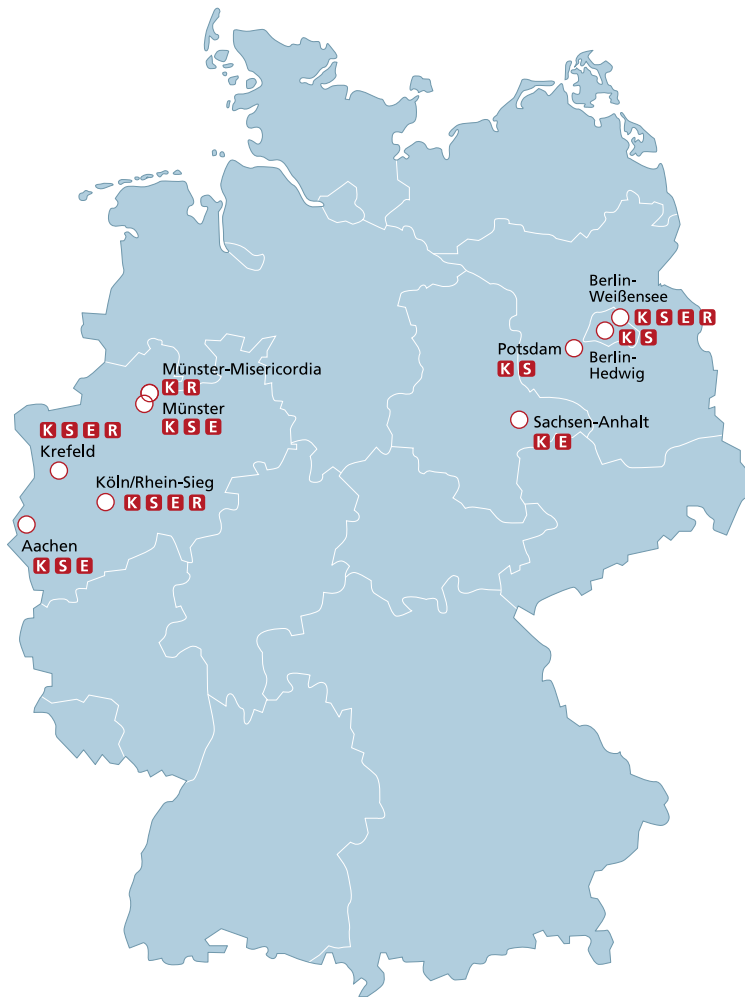 Berlin-
Weißensee
K S E R
K S
Berlin-
Hedwig
Potsdam
K S
Münster-Misericordia
K R
Münster
K S E
Sachsen-Anhalt
K E
K S E R
Krefeld
Köln/Rhein-Sieg
K S E R
Aachen
K S E